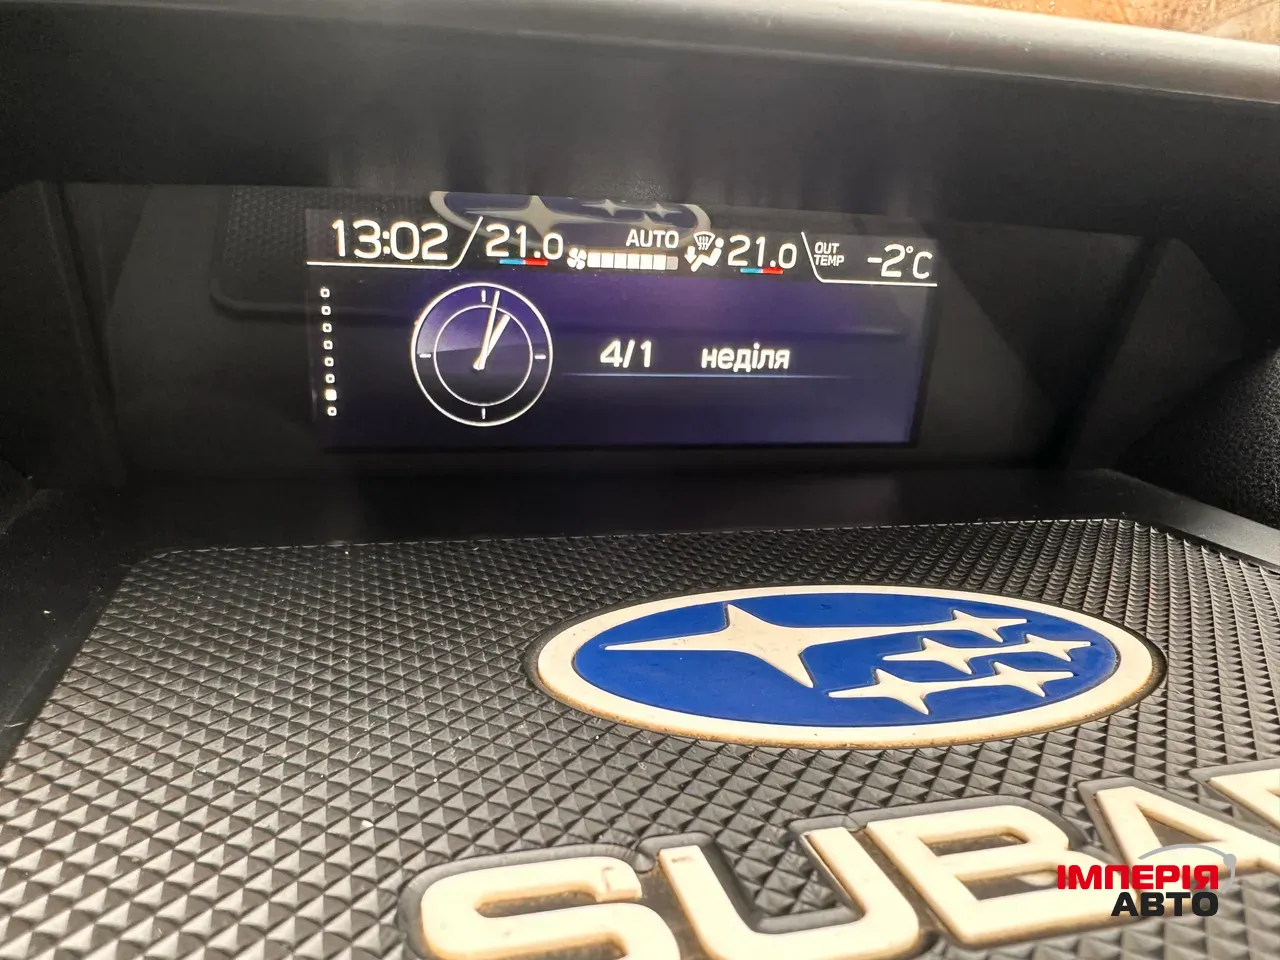 13:02 21.0 AUTO 21.0 OUT TEMP -2°C
4/1 неділя
SUBA
ІМПЕРІЯ
АВТО